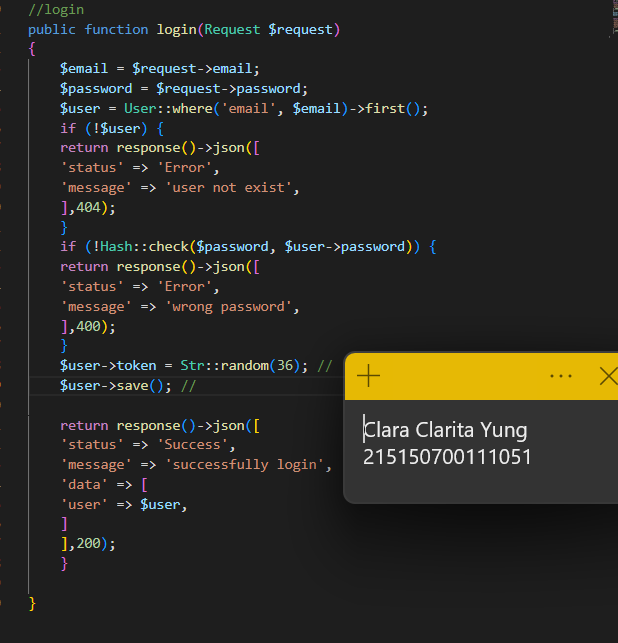 //login
public function login(Request $request)
{
$email = $request->email;
$password = $request->password;
$user = User::where('email', $email)->first();
if (!$user) {
return response()->json([
'status' => 'Error',
'message' => 'user not exist',
],404);
}
if (!Hash::check($password, $user->password)) {
return response()->json([
'status' => 'Error',
'message' => 'wrong password',
],400);
}
$user->token = Str::random(36); //
$user->save(); //
return response()->json([
'status' => 'Success',
'message' => 'successfully login',
'data' => [
'user' => $user,
]
],200);
}
}
Clara Clarita Yung
215150700111051